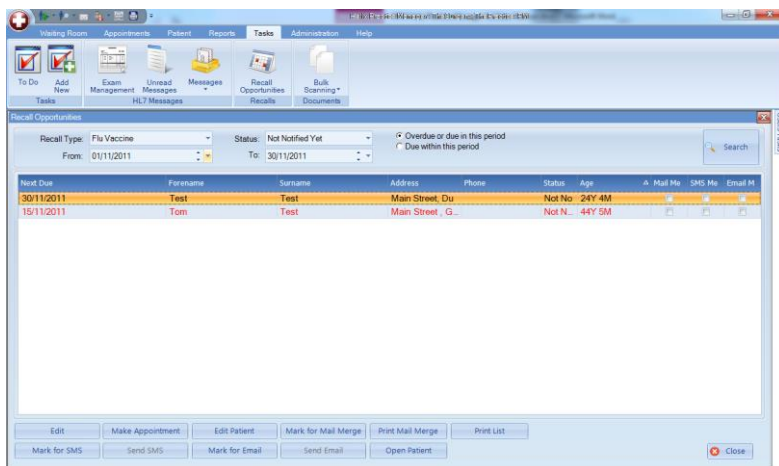 Waiting Room Appointments Patient Reports Tasks Administration Help
To Do Add New Exam Management Unread Messages Messages Recall Opportunities Bulk Scanning
Tasks HL7 Messages Recalls Documents
Recall Opportunities
Recall Type: Flu Vaccine Status: Not Notified Yet Overdue or due in this period
Due within this period
From: 01/11/2011 To: 30/11/2011 Search
Next Due Forename Surname Address Phone Status Age Mail Me SMS Me Email M
30/11/2011 Test Test Main Street, Du Not No 24Y 4M
15/11/2011 Tom Test Main Street , G... Not N... 44Y 5M
Edit Make Appointment Edit Patient Mark for Mail Merge Print Mail Merge Print List
Mark for SMS Send SMS Mark for Email Send Email Open Patient Close